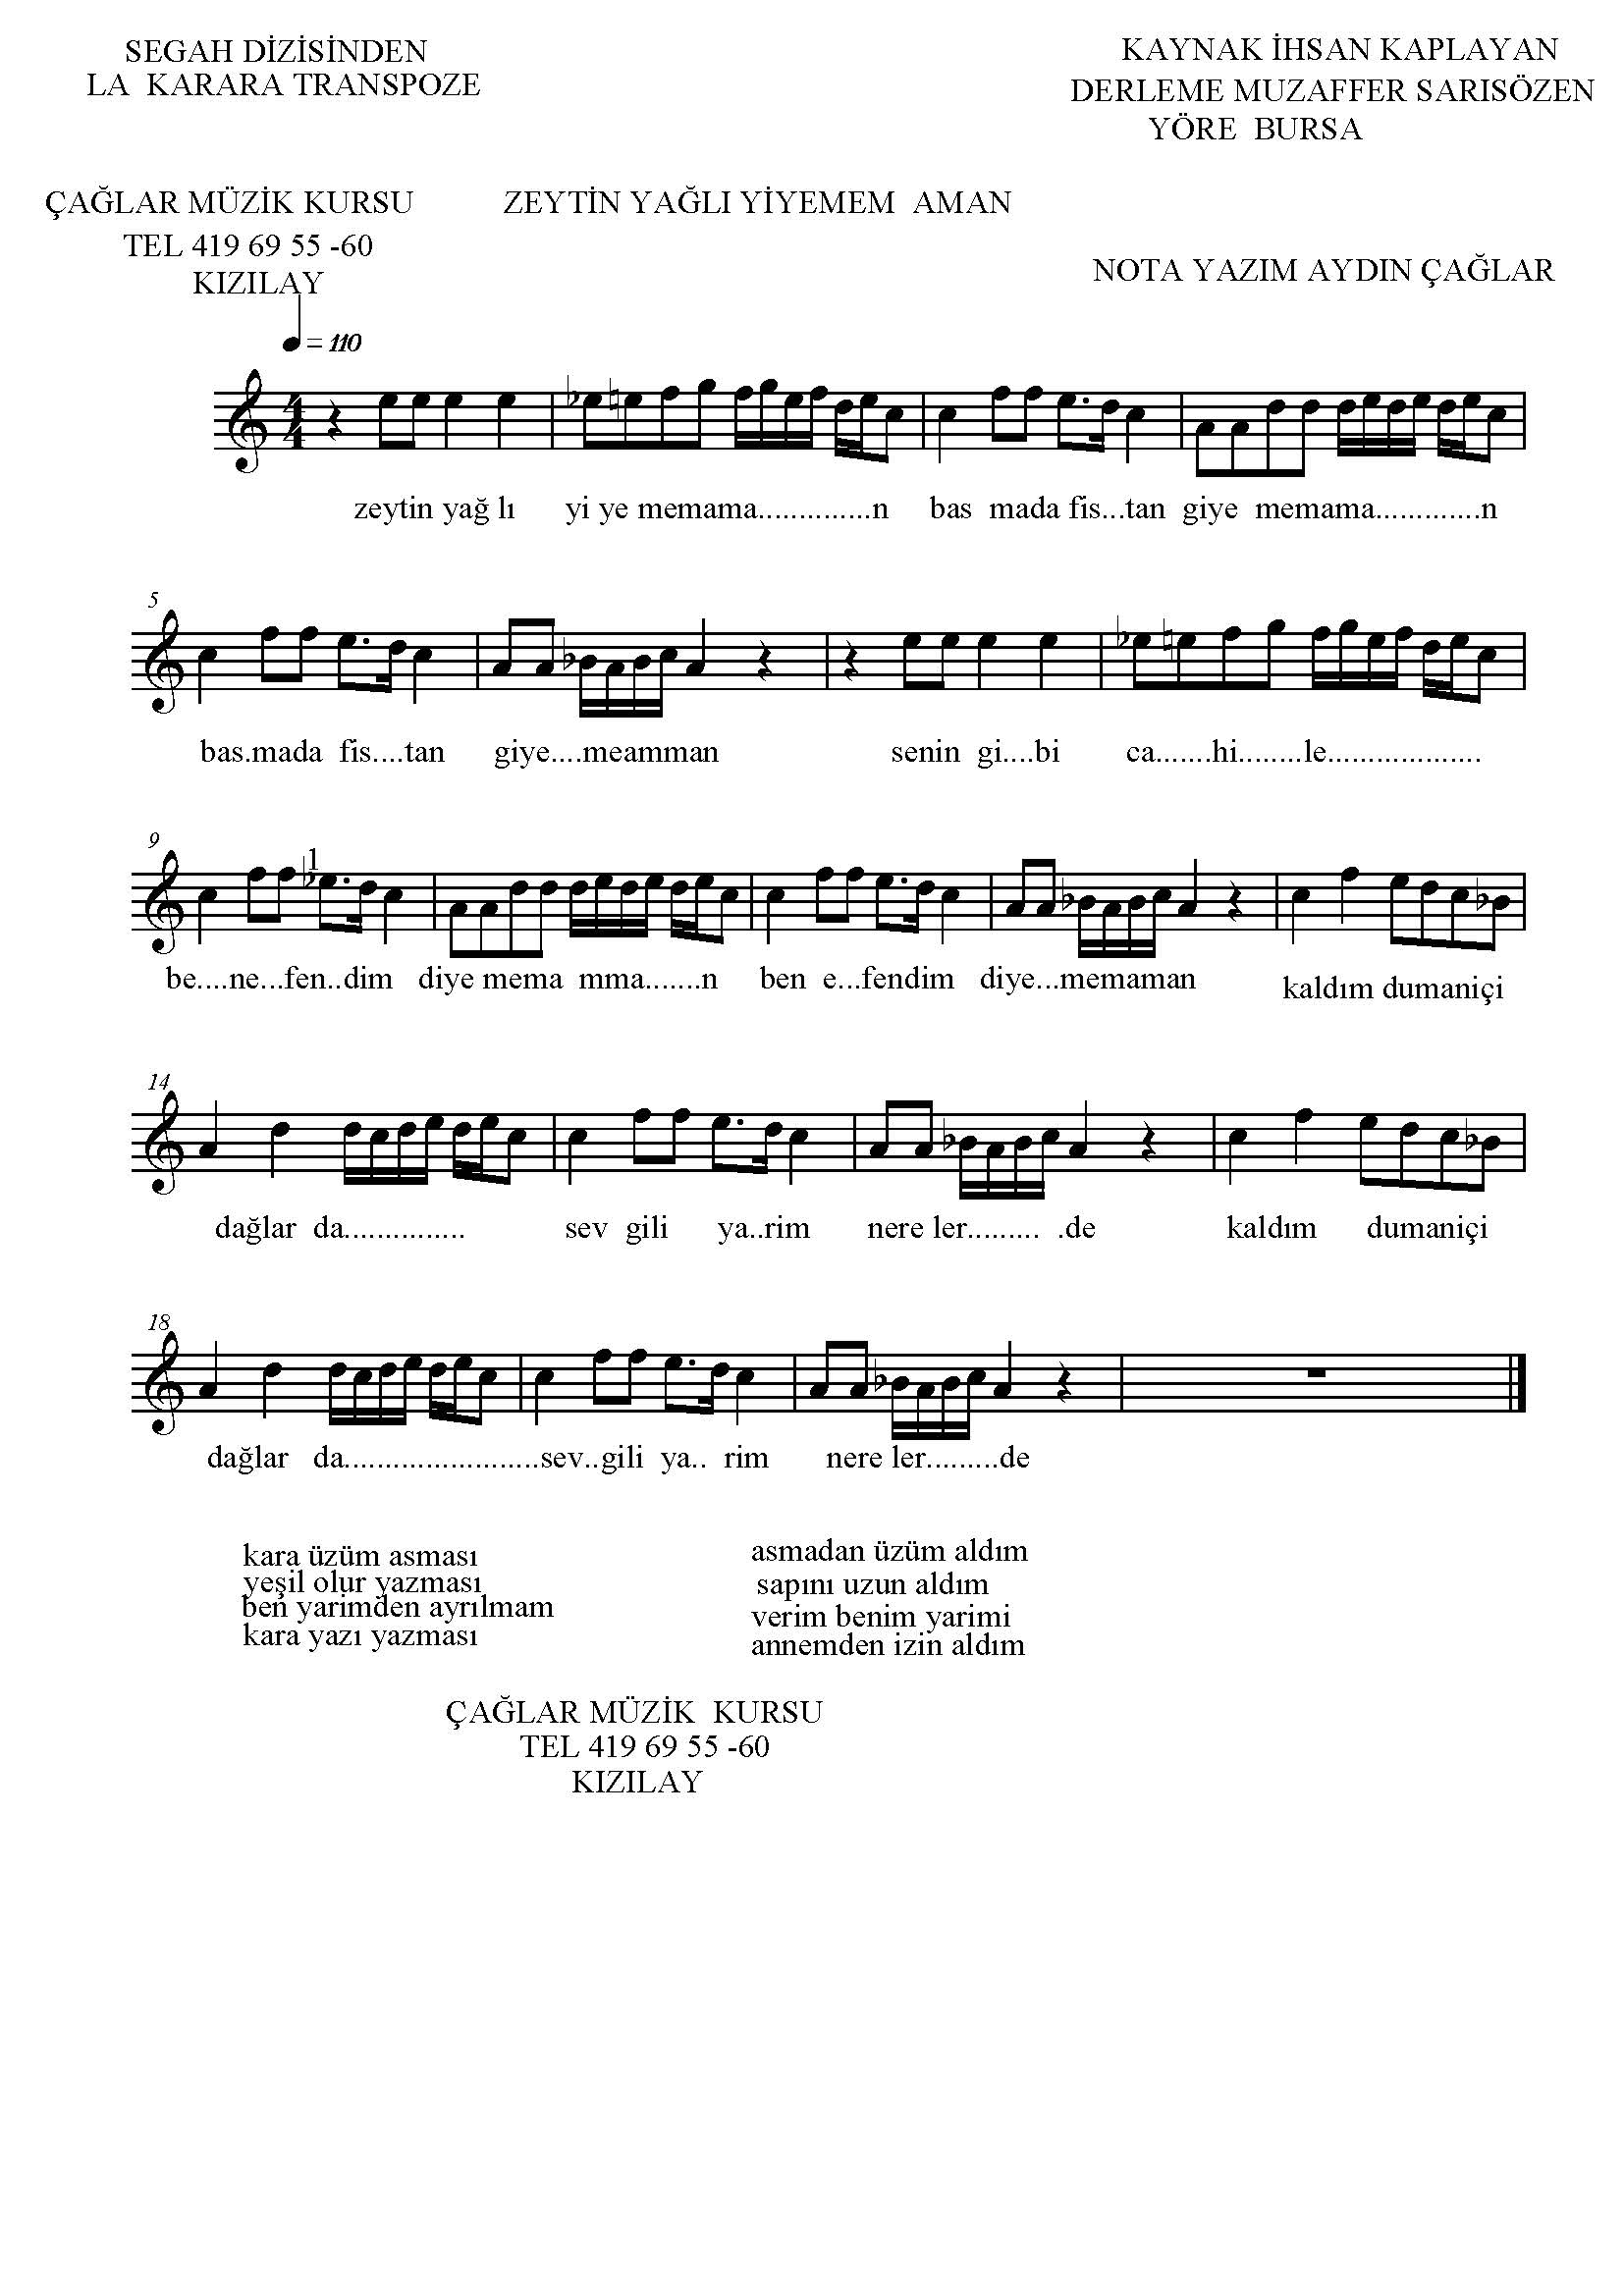 SEGAH DİZİSİNDEN
LA KARARA TRANSPOZE
KAYNAK İHSAN KAPLAYAN
DERLEME MUZAFFER SARISÖZEN
YÖRE BURSA
ÇAĞLAR MÜZİK KURSU
TEL 419 69 55 -60
KIZILAY
ZEYTİN YAĞLI YİYEMEM AMAN
NOTA YAZIM AYDIN ÇAĞLAR
= 110
4
4
zeytin yağ lı yi ye memama..............n bas mada fis...tan giye memama.............n
5
bas.mada fis....tan giye....meamman senin gi....bi ca.......hi........le...................
9
1
be....ne...fen..dim diye mema mma.......n ben e...fendim diye...memaman kaldım dumaniçi
14
dağlar da............... sev gili ya..rim nere ler......... .de kaldım dumaniçi
18
dağlar da........................sev..gili ya.. rim nere ler.........de
kara üzüm asması
yeşil olur yazması
ben yarimden ayrılmam
kara yazı yazması
asmadan üzüm aldım
sapını uzun aldım
verim benim yarimi
annemden izin aldım
ÇAĞLAR MÜZİK KURSU
TEL 419 69 55 -60
KIZILAY